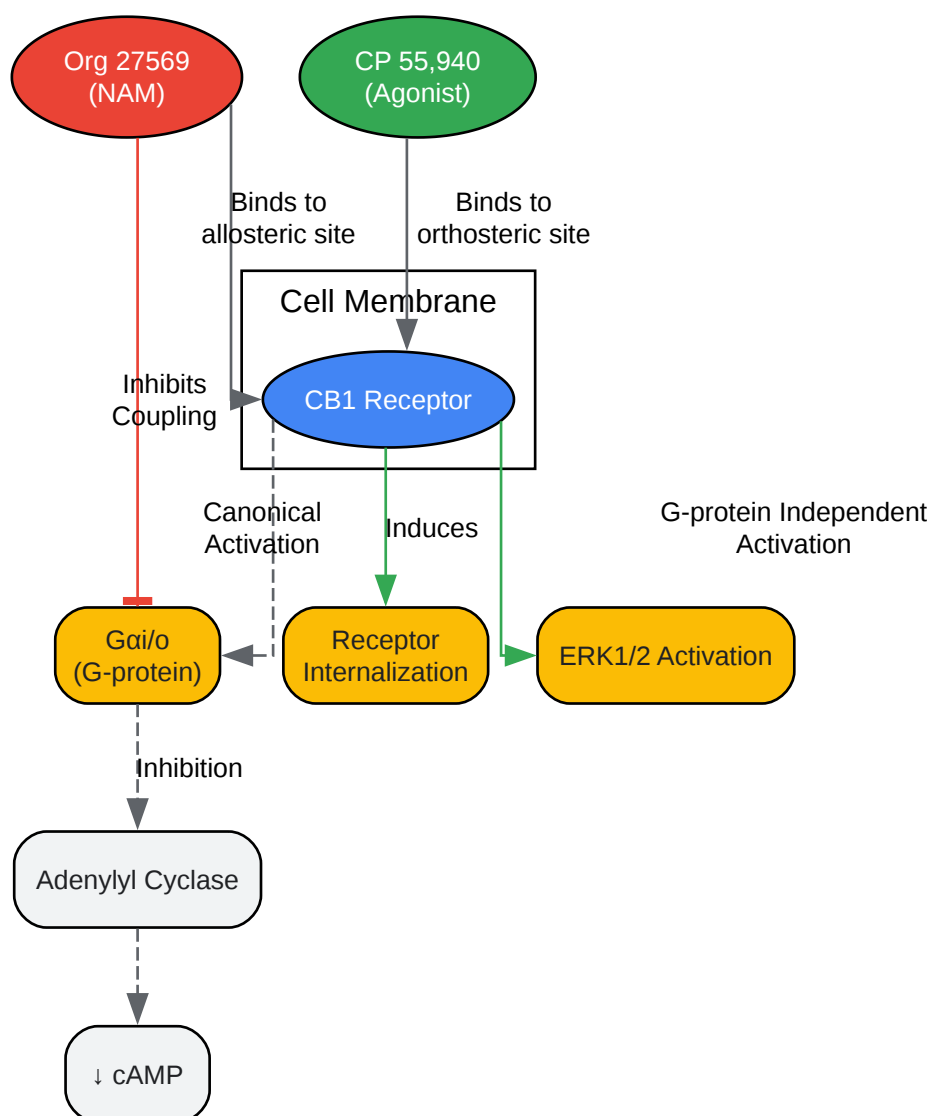 Org 27569
(NAM)
CP 55,940
(Agonist)
Binds to
allosteric site
Binds to
orthosteric site
Cell Membrane
CB1 Receptor
Inhibits
Coupling
Canonical
Activation
Induces
G-protein Independent
Activation
Gαi/o
(G-protein)
Receptor
Internalization
ERK1/2 Activation
Inhibition
Adenylyl Cyclase
↓ cAMP